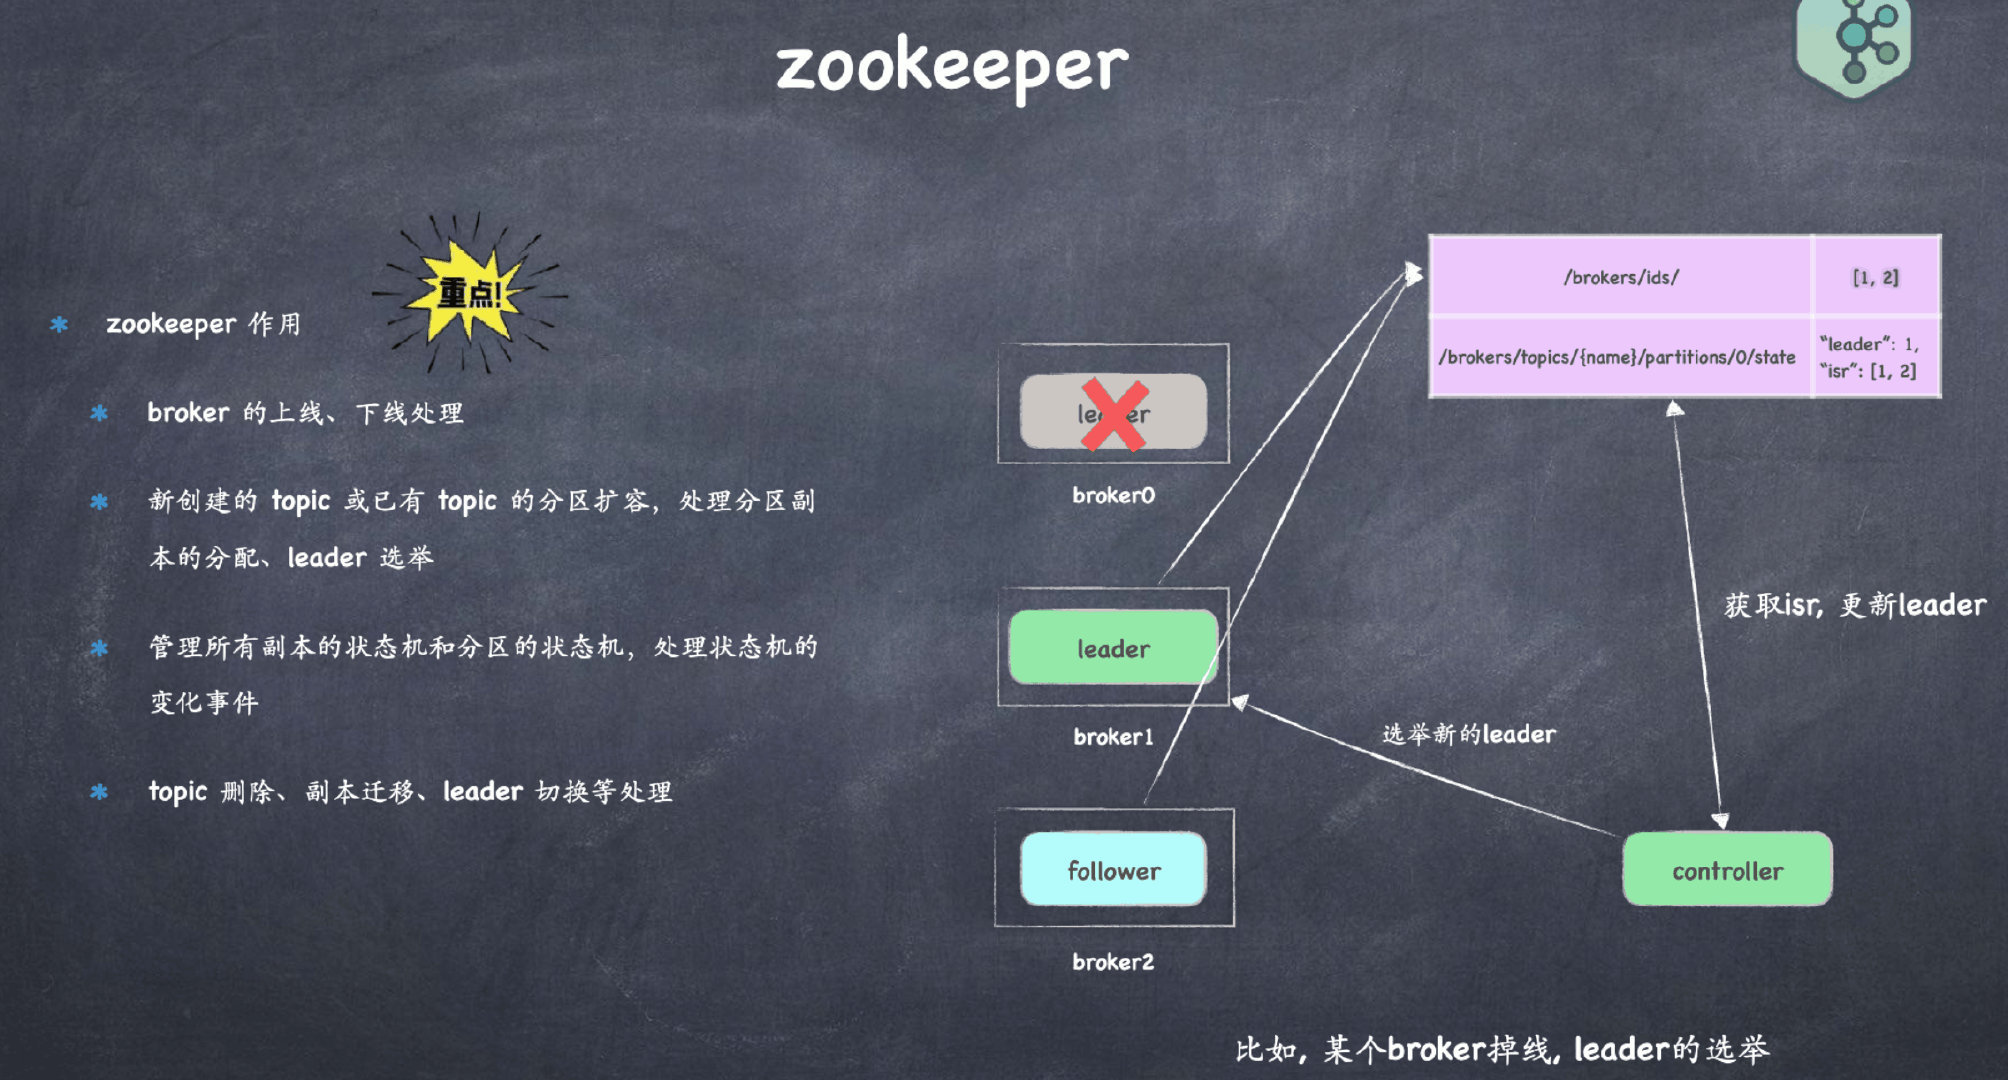 zookeeper
重点!
zookeeper 作用
broker 的上线、下线处理
新创建的 topic 或已有 topic 的分区扩容，处理分区副
本的分配、leader 选举
管理所有副本的状态机和分区的状态机，处理状态机的
变化事件
topic 删除、副本迁移、leader 切换等处理
leader
broker0
leader
broker1
follower
broker2
/brokers/ids/ [1, 2]
/brokers/topics/{name}/partitions/0/state "leader": 1,
"isr": [1, 2]
获取isr, 更新leader
选举新的leader
controller
比如, 某个broker掉线, leader的选举